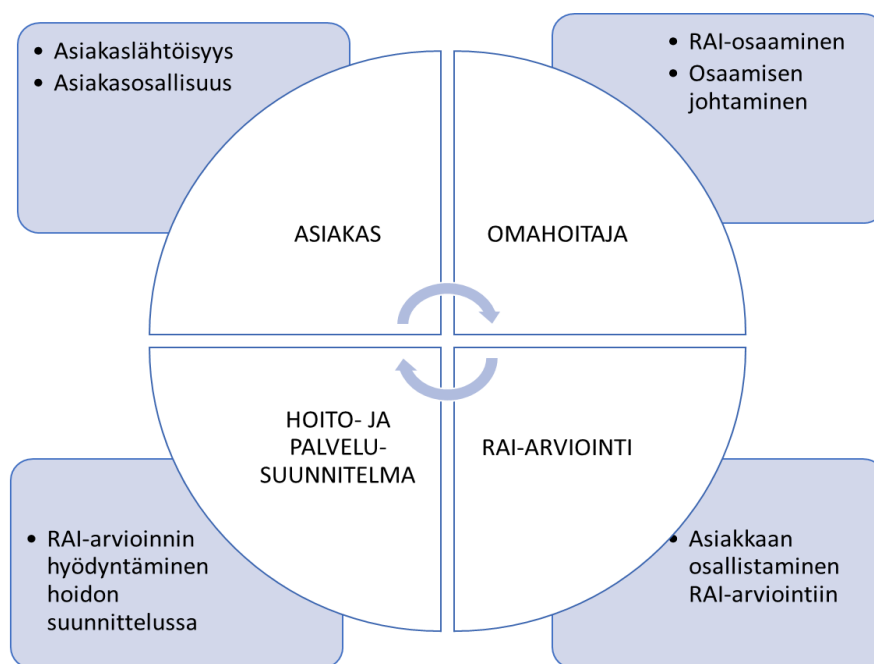 • Asiakaslähtöisyys
• Asiakasosallisuus
• RAI-osaaminen
• Osaamisen
johtaminen
ASIAKAS
OMAHOITAJA
HOITO- JA
PALVELU-
SUUNNITELMA
RAI-ARVIOINTI
• RAI-arvioinnin
hyödyntäminen
hoidon
suunnittelussa
• Asiakkaan
osallistaminen
RAI-arviointiin